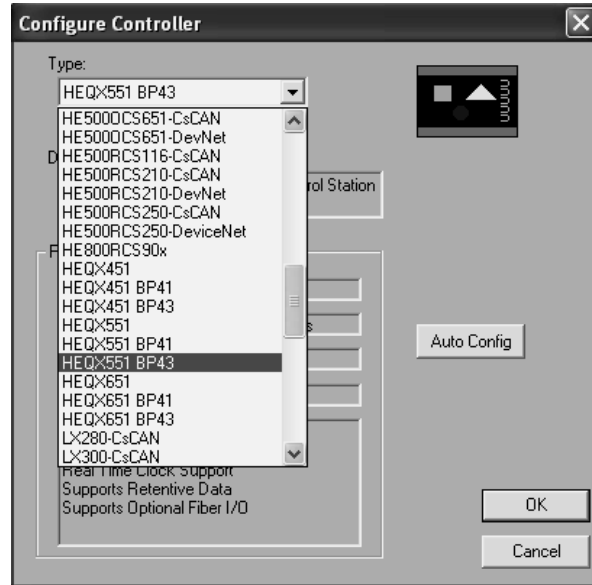 Configure Controller
Type:
HEQX551 BP43
HE500OCS651-CsCAN
HE500OCS651-DevNet
HE500RCS116-CsCAN
D
HE500RCS210-CsCAN
HE500RCS210-DevNet
rol Station
HE500RCS250-CsCAN
HE500RCS250-DeviceNet
F
HE800RCS90x
HEQX451
HEQX451 BP41
HEQX451 BP43
HEQX551
s
HEQX551 BP41
Auto Config
HEQX551 BP43
HEQX651
HEQX651 BP41
HEQX651 BP43
LX280-CsCAN
LX300-CsCAN
Real Time Clock Support
Supports Retentive Data
Supports Optional Fiber I/O
OK
Cancel